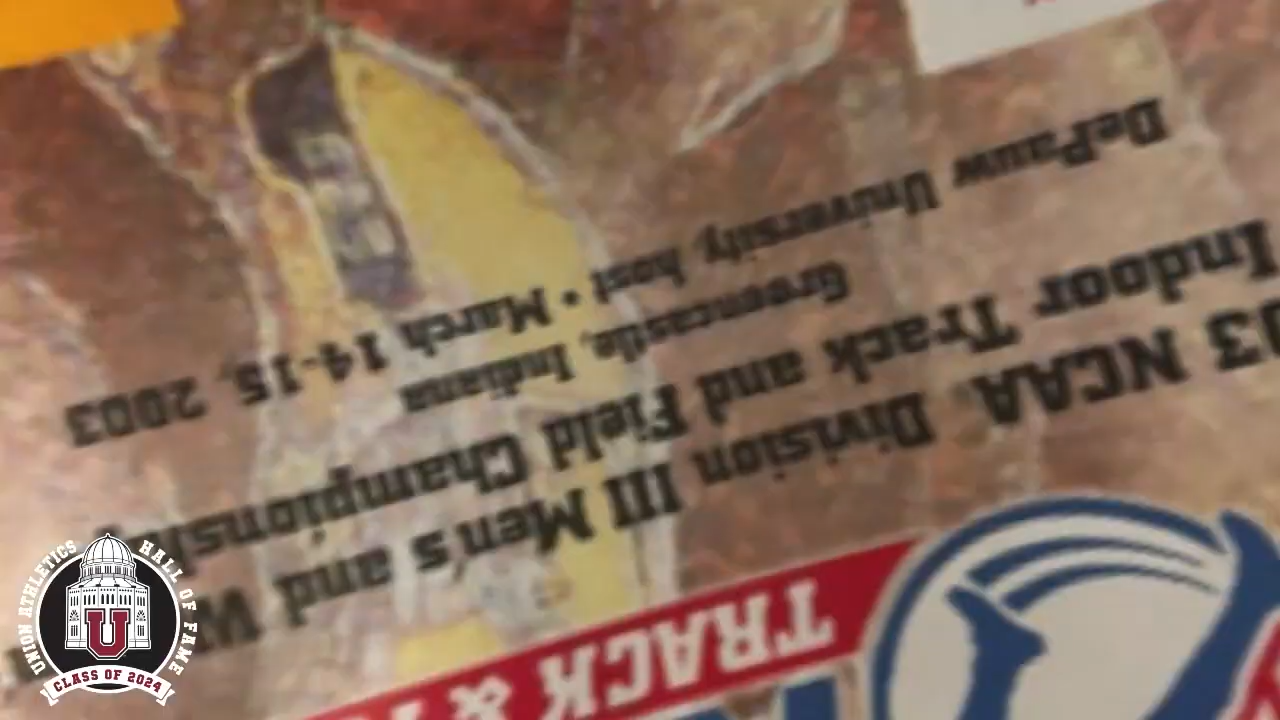 TRACK &
03 NCAA® Division III Men's and W
Indoor Track and Field Championship
Greencastle, Indiana
DePauw University, host • March 14-15, 2003
UNION ATHLETICS HALL OF FAME
U
CLASS OF 2024